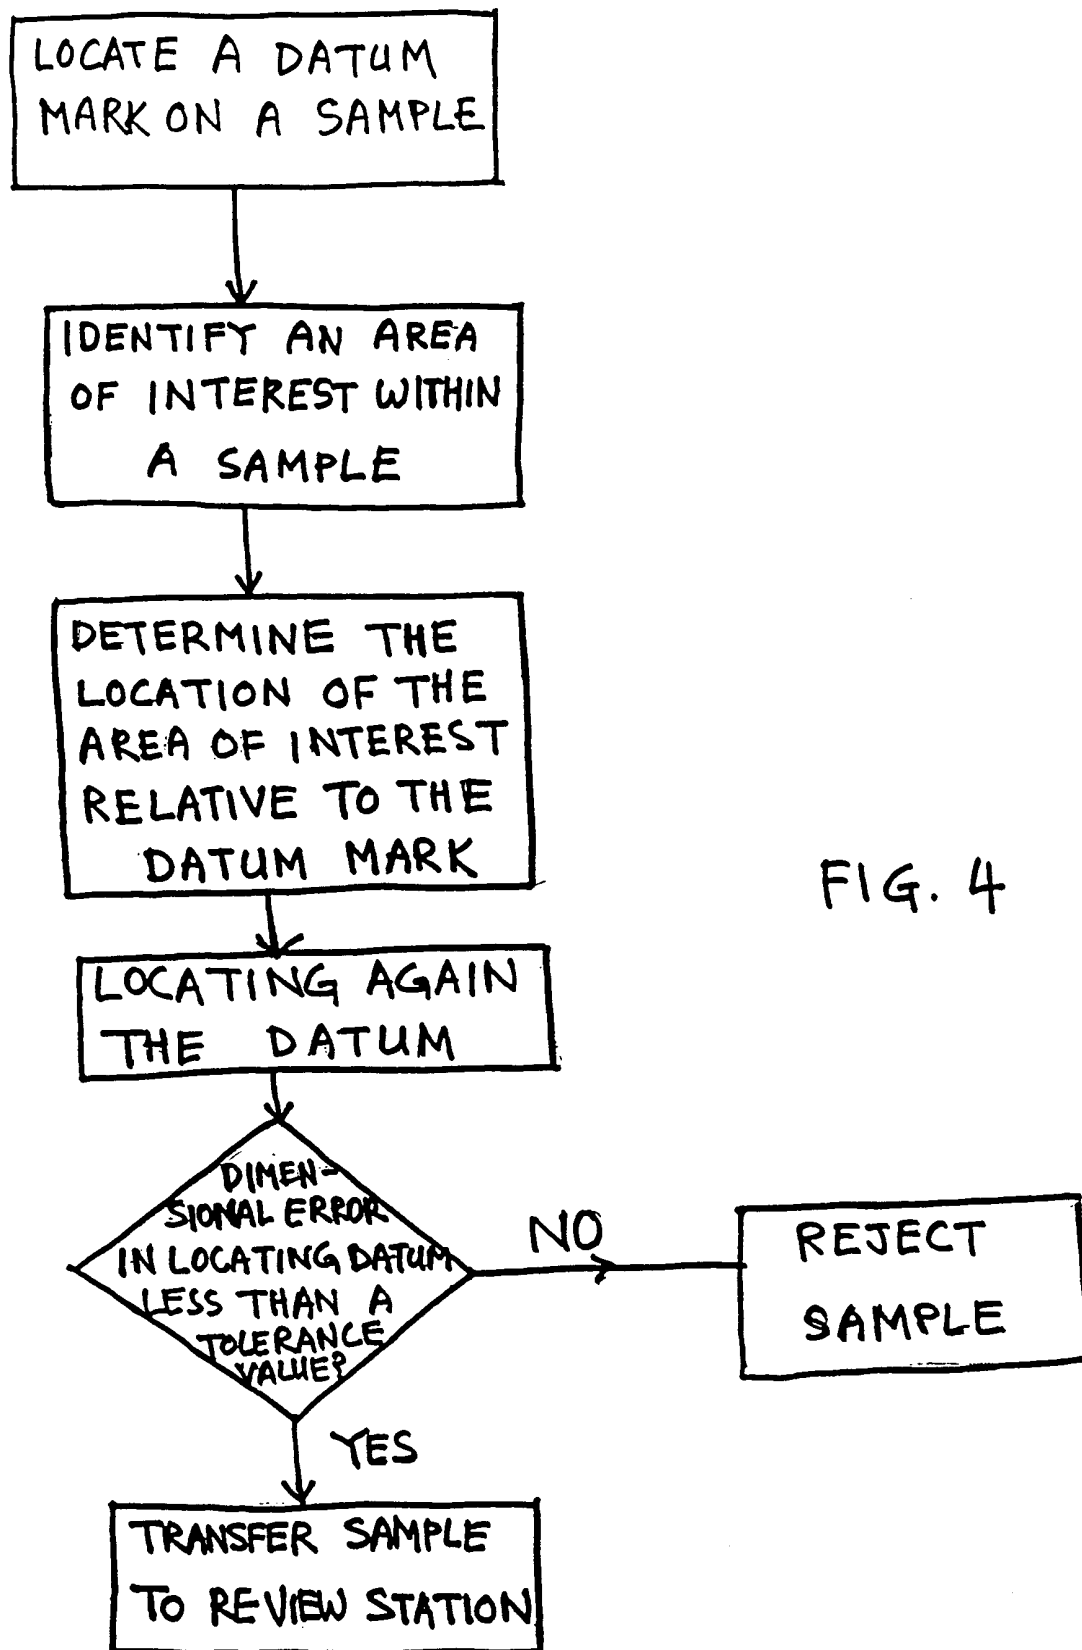 LOCATE A DATUM
MARK ON A SAMPLE
IDENTIFY AN AREA
OF INTEREST WITHIN
A SAMPLE
DETERMINE THE
LOCATION OF THE
AREA OF INTEREST
RELATIVE TO THE
DATUM MARK
FIG. 4
LOCATING AGAIN
THE DATUM
DIMEN-
SIONAL ERROR
IN LOCATING DATUM
LESS THAN A
TOLERANCE
VALUE?
NO
REJECT
SAMPLE
YES
TRANSFER SAMPLE
TO REVIEW STATION